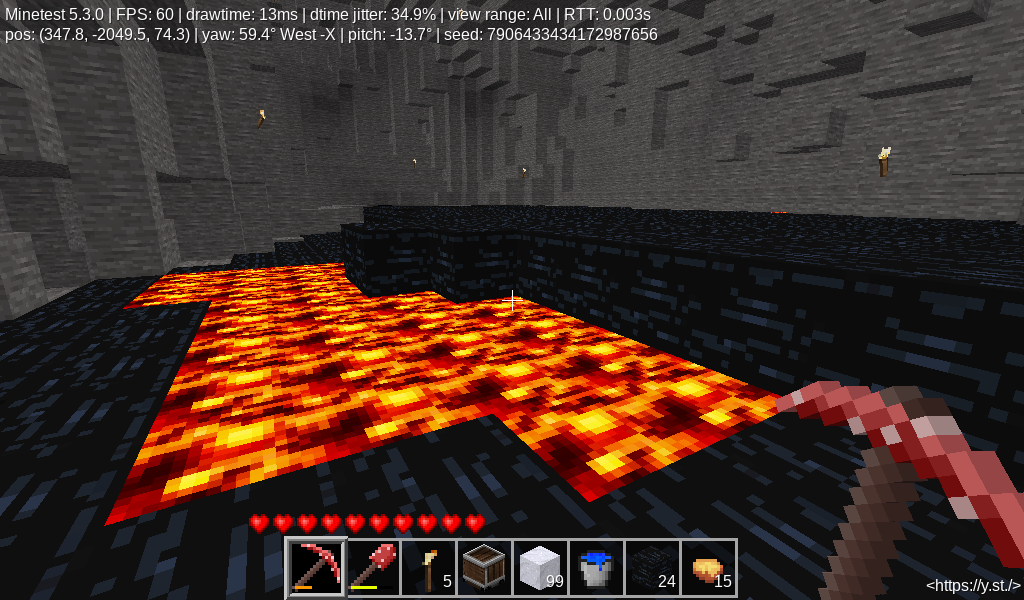 Minetest 5.3.0 | FPS: 60 | drawtime: 13ms | dtime jitter: 34.9% | view range: All | RTT: 0.003s
pos: (347.8, -2049.5, 74.3) | yaw: 59.4° West -X | pitch: -13.7° | seed: 7906433434172987656
5
99
24
15
<https://y.st./>